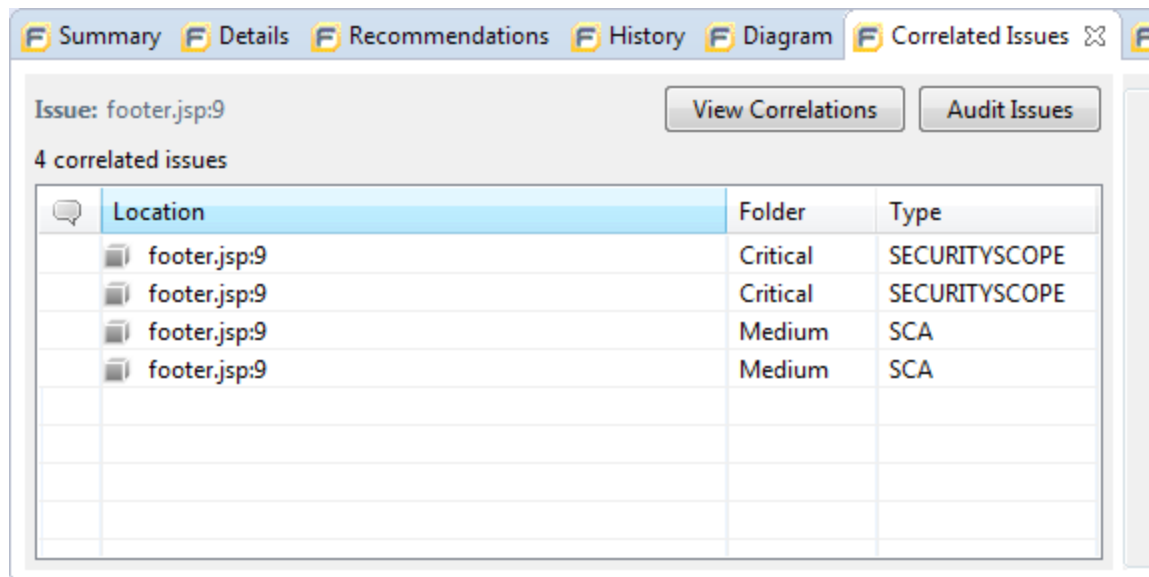 Summary Details Recommendations History Diagram Correlated Issues
Issue: footer.jsp:9 View Correlations Audit Issues
4 correlated issues
Location Folder Type
footer.jsp:9 Critical SECURITYSCOPE
footer.jsp:9 Critical SECURITYSCOPE
footer.jsp:9 Medium SCA
footer.jsp:9 Medium SCA